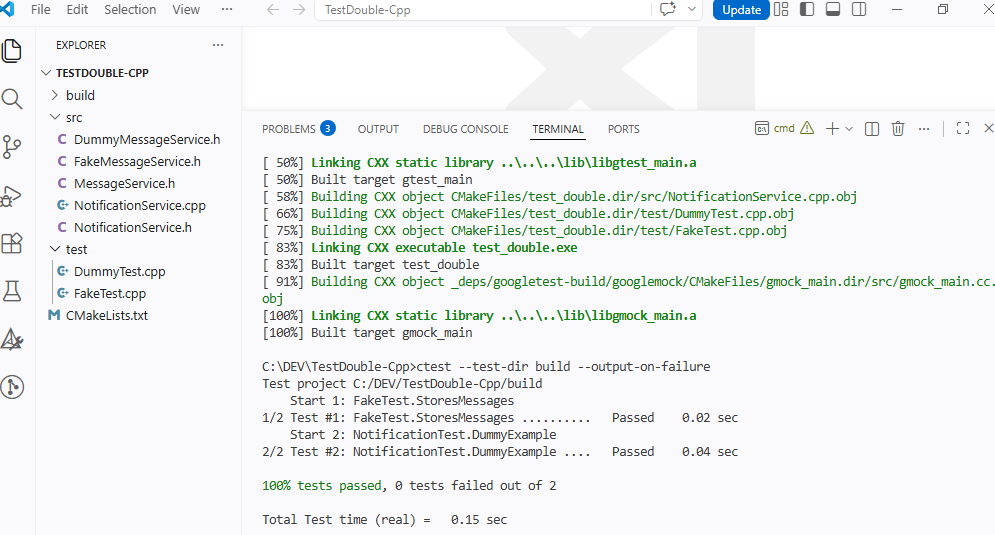 File Edit Selection View ··· TestDouble-Cpp Update
EXPLORER ···
TESTDOUBLE-CPP
build
src
C DummyMessageService.h
C FakeMessageService.h
C MessageService.h
C++ NotificationService.cpp
C NotificationService.h
test
C++ DummyTest.cpp
C++ FakeTest.cpp
M CMakeLists.txt
PROBLEMS 3 OUTPUT DEBUG CONSOLE TERMINAL PORTS cmd ···
[ 50%] Linking CXX static library ..\..\..\lib\libgtest_main.a
[ 50%] Built target gtest_main
[ 58%] Building CXX object CMakeFiles/test_double.dir/src/NotificationService.cpp.obj
[ 66%] Building CXX object CMakeFiles/test_double.dir/test/DummyTest.cpp.obj
[ 75%] Building CXX object CMakeFiles/test_double.dir/test/FakeTest.cpp.obj
[ 83%] Linking CXX executable test_double.exe
[ 83%] Built target test_double
[ 91%] Building CXX object _deps/googletest-build/googlemock/CMakeFiles/gmock_main.dir/src/gmock_main.cc.
obj
[100%] Linking CXX static library ..\..\..\lib\libgmock_main.a
[100%] Built target gmock_main
C:\DEV\TestDouble-Cpp>ctest --test-dir build --output-on-failure
Test project C:/DEV/TestDouble-Cpp/build
    Start 1: FakeTest.StoresMessages
1/2 Test #1: FakeTest.StoresMessages ..........   Passed    0.02 sec
    Start 2: NotificationTest.DummyExample
2/2 Test #2: NotificationTest.DummyExample ....   Passed    0.04 sec
100% tests passed, 0 tests failed out of 2
Total Test time (real) =   0.15 sec